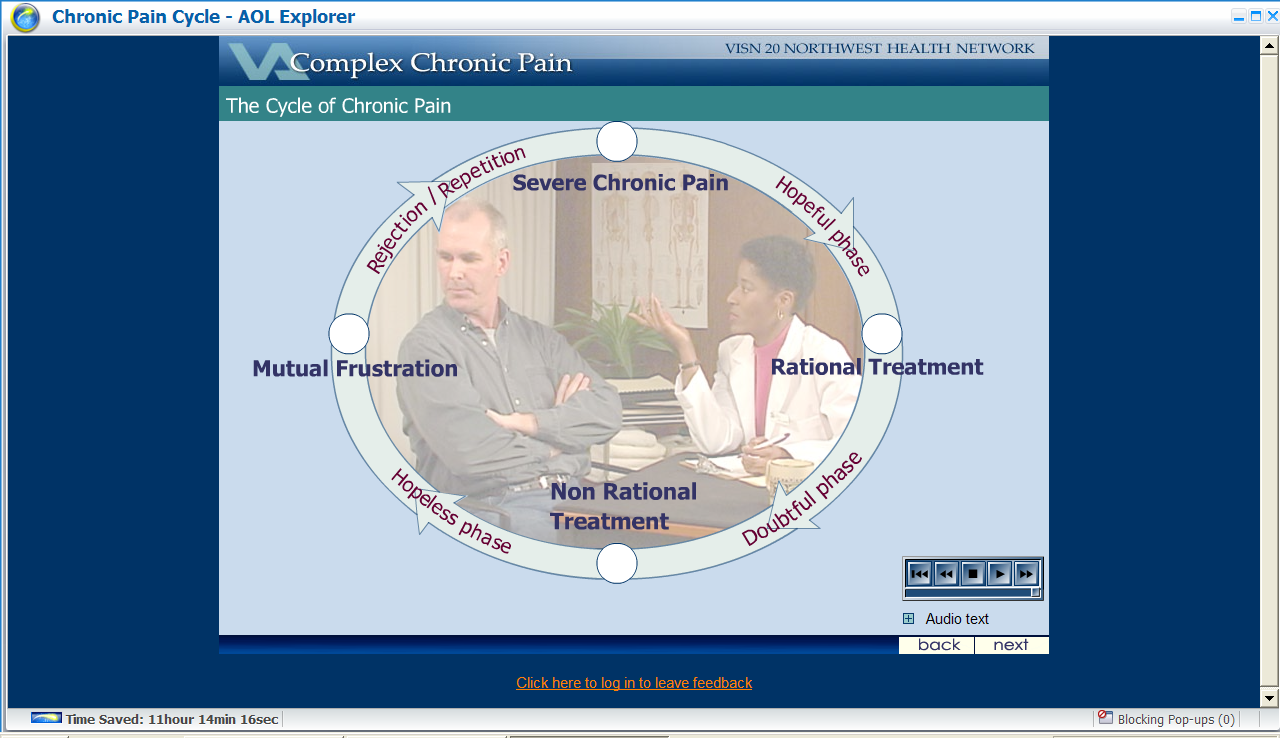 Chronic Pain Cycle - AOL Explorer
VISN 20 NORTHWEST HEALTH NETWORK
VA Complex Chronic Pain
The Cycle of Chronic Pain
Severe Chronic Pain
Hopeful phase
Rational Treatment
Doubtful phase
Non Rational
Treatment
Hopeless phase
Mutual Frustration
Rejection / Repetition
Audio text
back next
Click here to log in to leave feedback
Time Saved: 11hour 14min 16sec
Blocking Pop-ups (0)